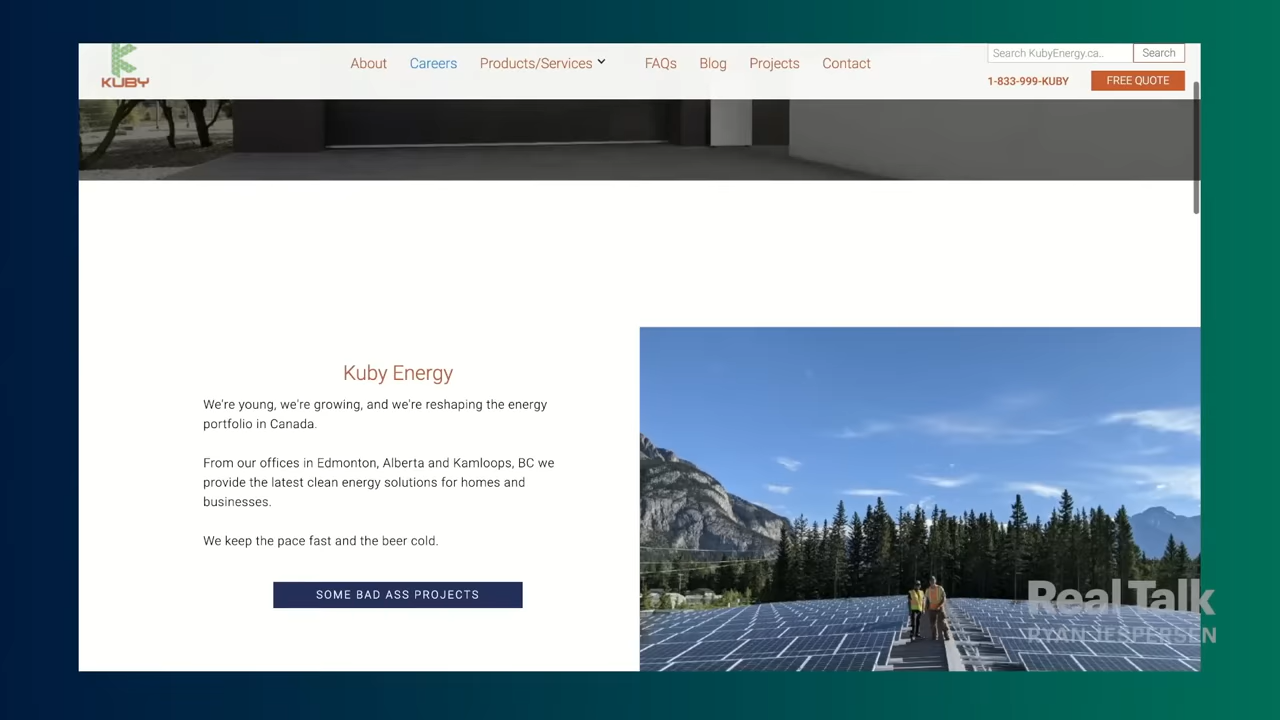 KUBY
About Careers Products/Services FAQs Blog Projects Contact
Search KubyEnergy.ca.. Search
1-833-999-KUBY FREE QUOTE
Kuby Energy
We're young, we're growing, and we're reshaping the energy
portfolio in Canada.
From our offices in Edmonton, Alberta and Kamloops, BC we
provide the latest clean energy solutions for homes and
businesses.
We keep the pace fast and the beer cold.
SOME BAD ASS PROJECTS
Real Talk
RYAN JESPERSEN